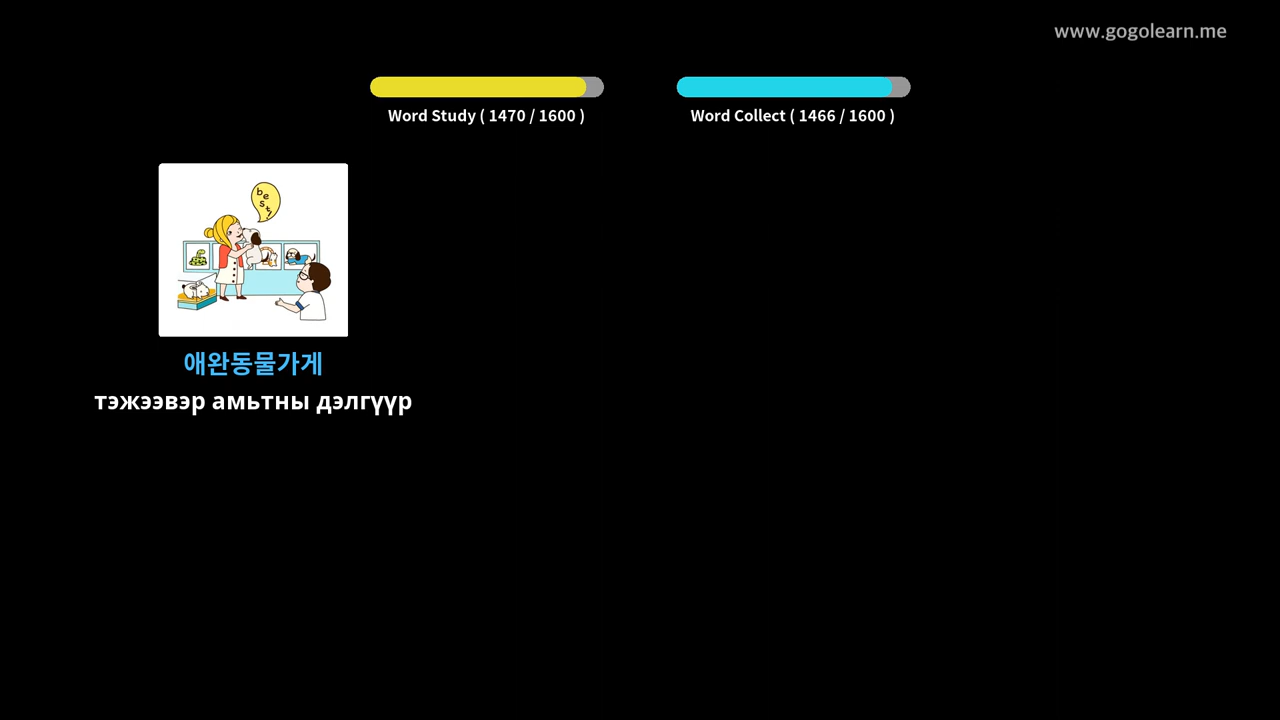 www.gogolearn.me
Word Study ( 1470 / 1600 )
Word Collect ( 1466 / 1600 )
best,
애완동물가게
тэжээвэр амьтны дэлгүүр